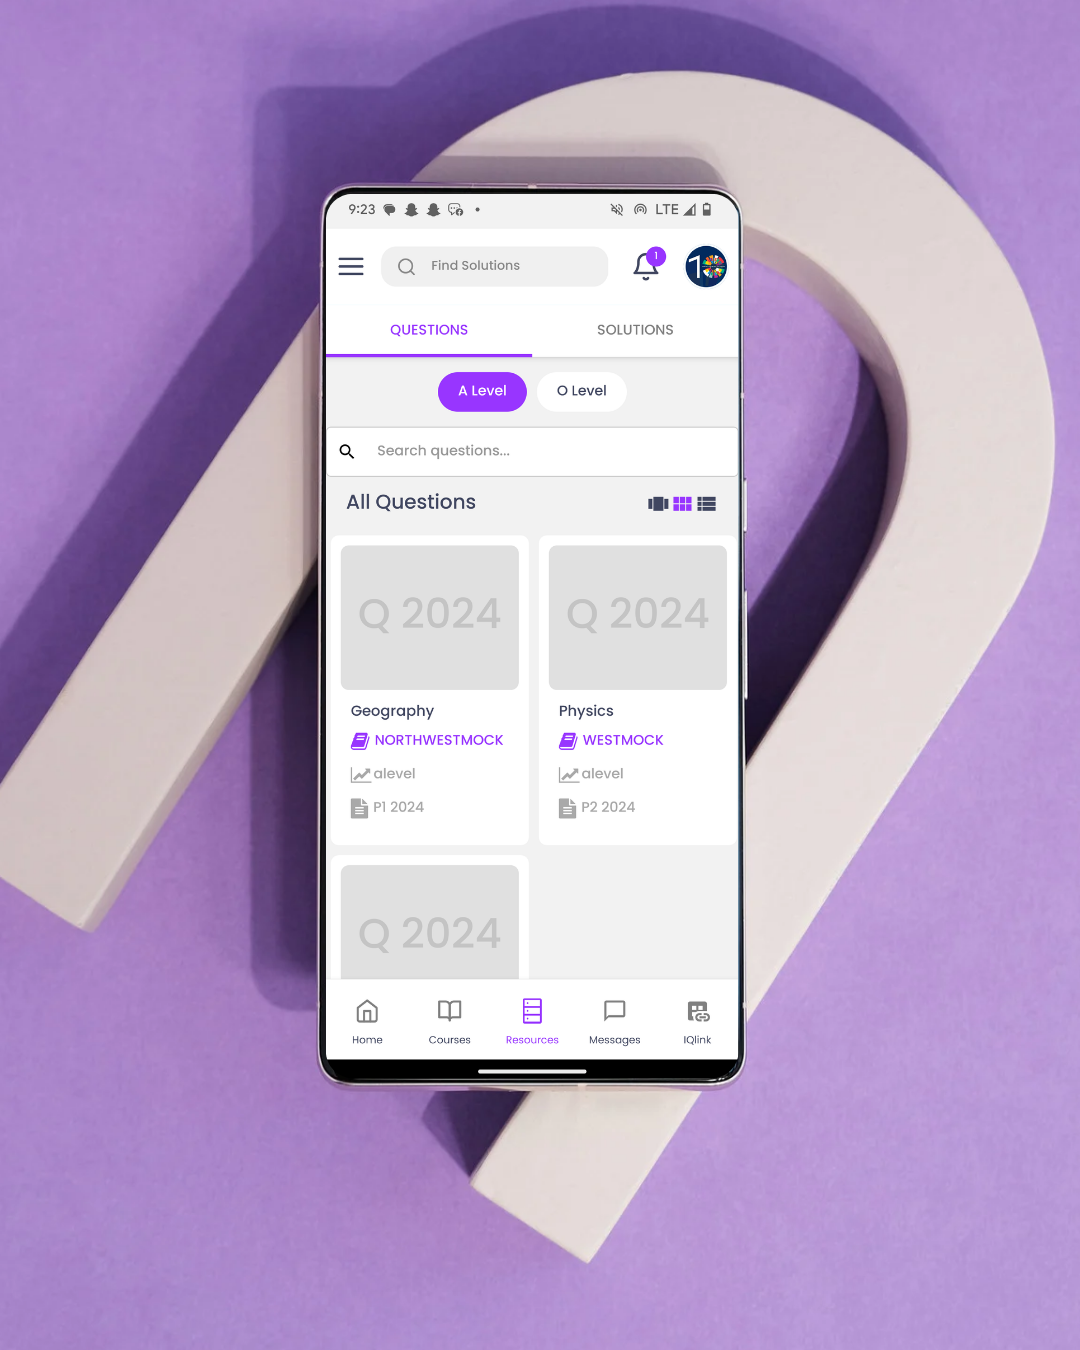 9:23
LTE
Find Solutions
1
10
QUESTIONS
SOLUTIONS
A Level
O Level
Search questions...
All Questions
Q 2024
Geography
NORTHWESTMOCK
alevel
P1 2024
Q 2024
Physics
WESTMOCK
alevel
P2 2024
Q 2024
Home
Courses
Resources
Messages
IQlink